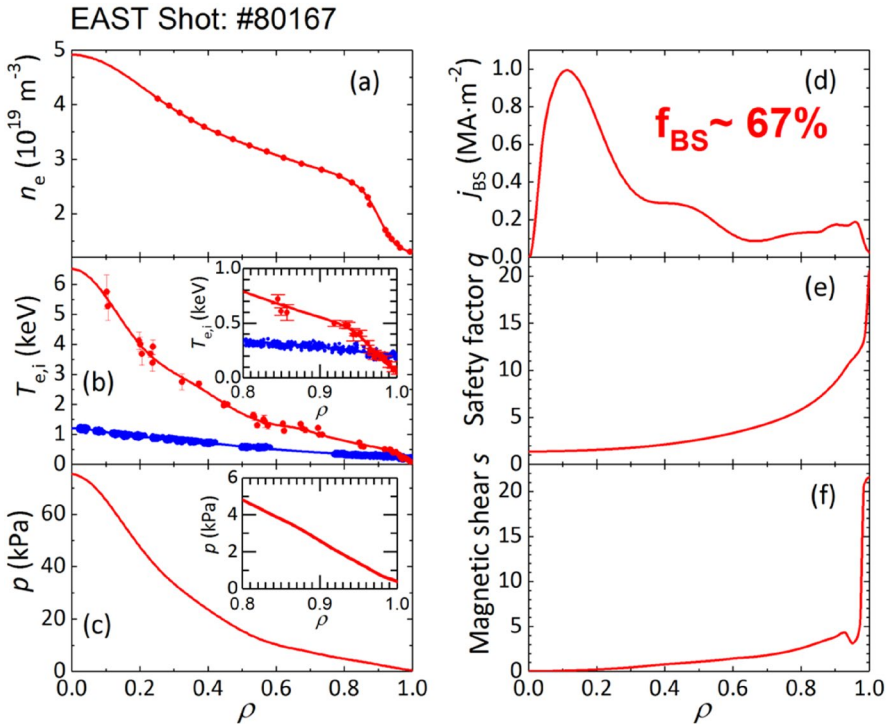 EAST Shot: #80167
5
4
3
2
nₑ (10¹⁹ m⁻³)
(a)
6
5
4
3
2
1
0
Tₑ,ᵢ (keV)
(b)
1.0
0.5
0.0
Tₑ,ᵢ (keV)
0.8
0.9
1.0
ρ
60
40
20
0
p (kPa)
(c)
6
4
2
0
p (kPa)
0.8
0.9
1.0
ρ
0.0
0.2
0.4
0.6
0.8
1.0
ρ
1.0
0.8
0.6
0.4
0.2
0.0
j_BS (MA·m⁻²)
(d)
f_BS~ 67%
20
15
10
5
0
Safety factor q
(e)
20
15
10
5
0
Magnetic shear s
(f)
0.0
0.2
0.4
0.6
0.8
1.0
ρ